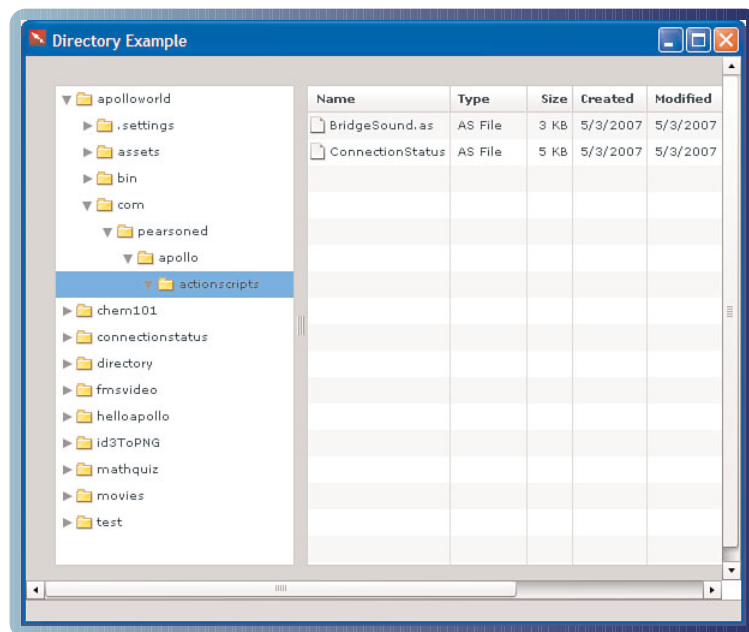 Directory Example
apolloworld
.settings
assets
bin
com
pearsoned
apollo
actionscripts
chem101
connectionstatus
directory
fmsvideo
helloapollo
id3ToPNG
mathquiz
movies
test
Name Type Size Created Modified
BridgeSound.as AS File 3 KB 5/3/2007 5/3/2007
ConnectionStatus AS File 5 KB 5/3/2007 5/3/2007